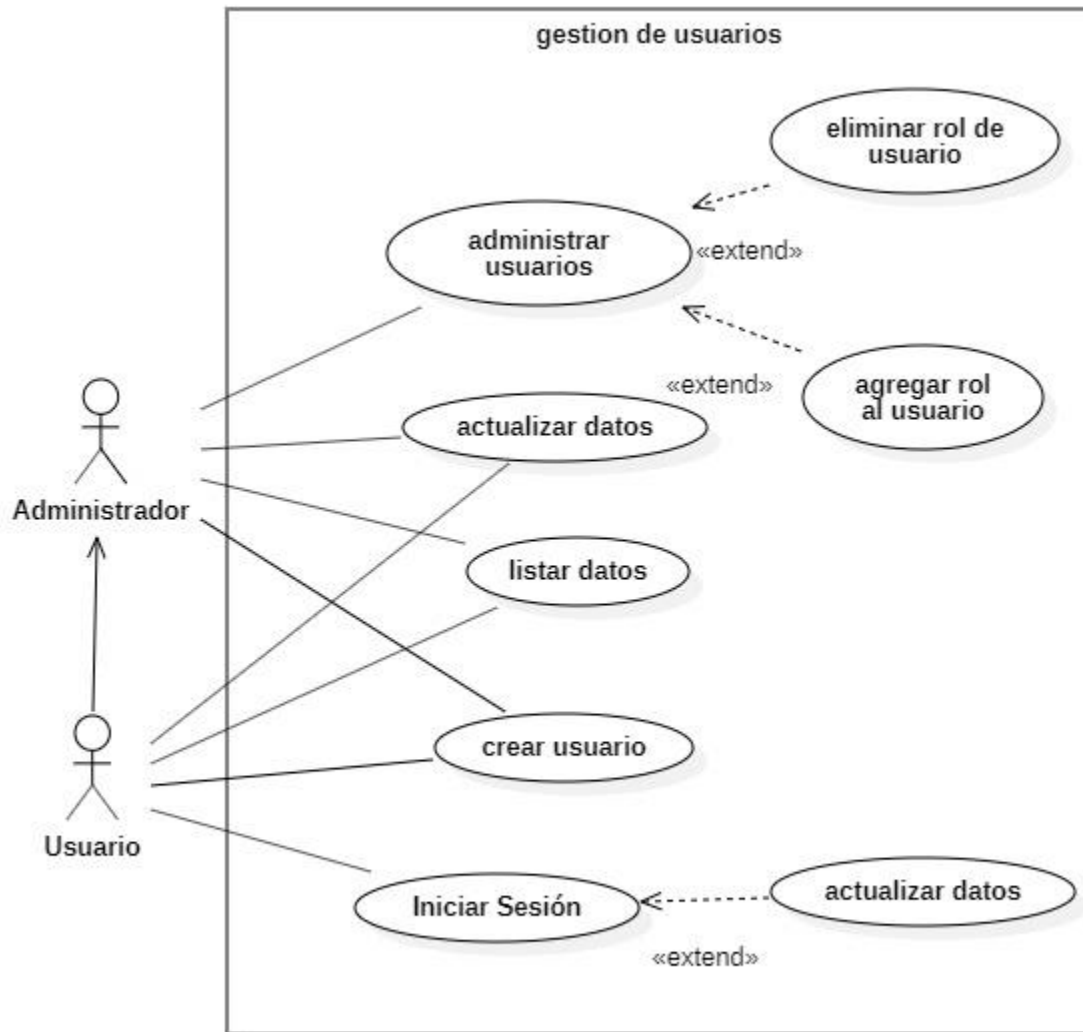 gestion de usuarios
eliminar rol de
usuario
administrar
usuarios
«extend»
«extend»
agregar rol
al usuario
actualizar datos
Administrador
listar datos
crear usuario
Usuario
Iniciar Sesión
actualizar datos
«extend»